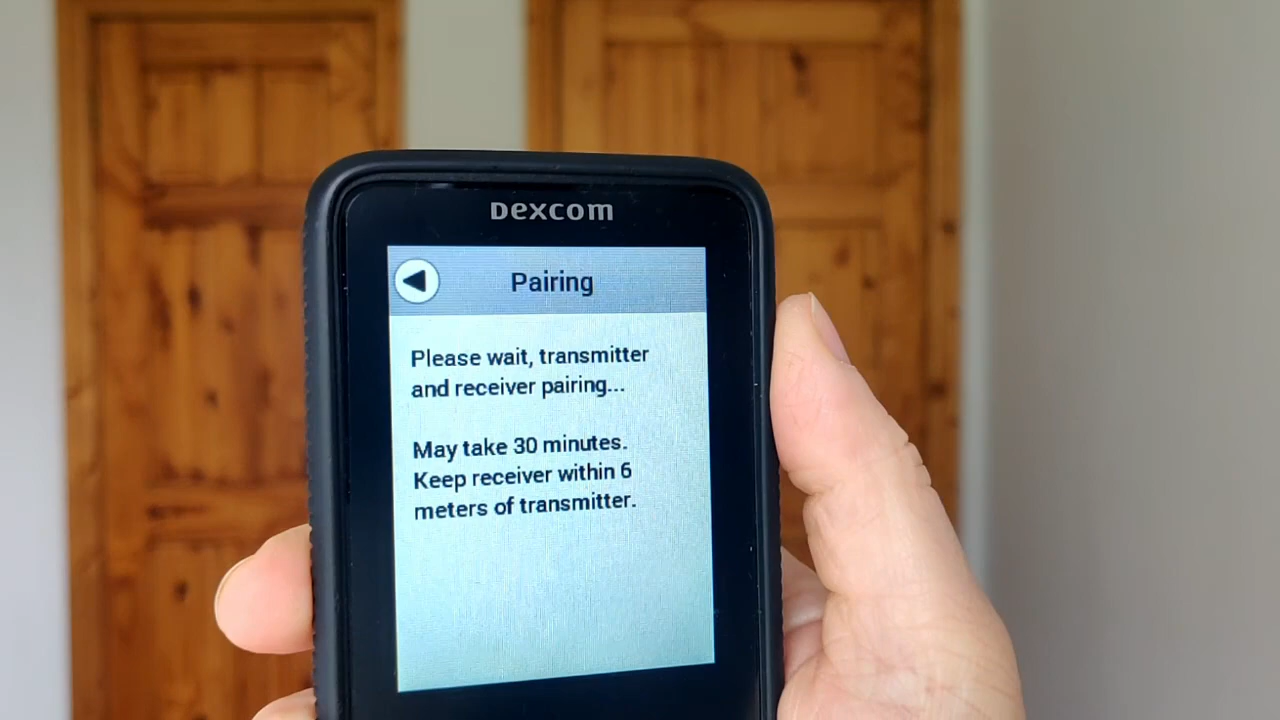 Dexcom
Pairing
Please wait, transmitter
and receiver pairing...
May take 30 minutes.
Keep receiver within 6
meters of transmitter.